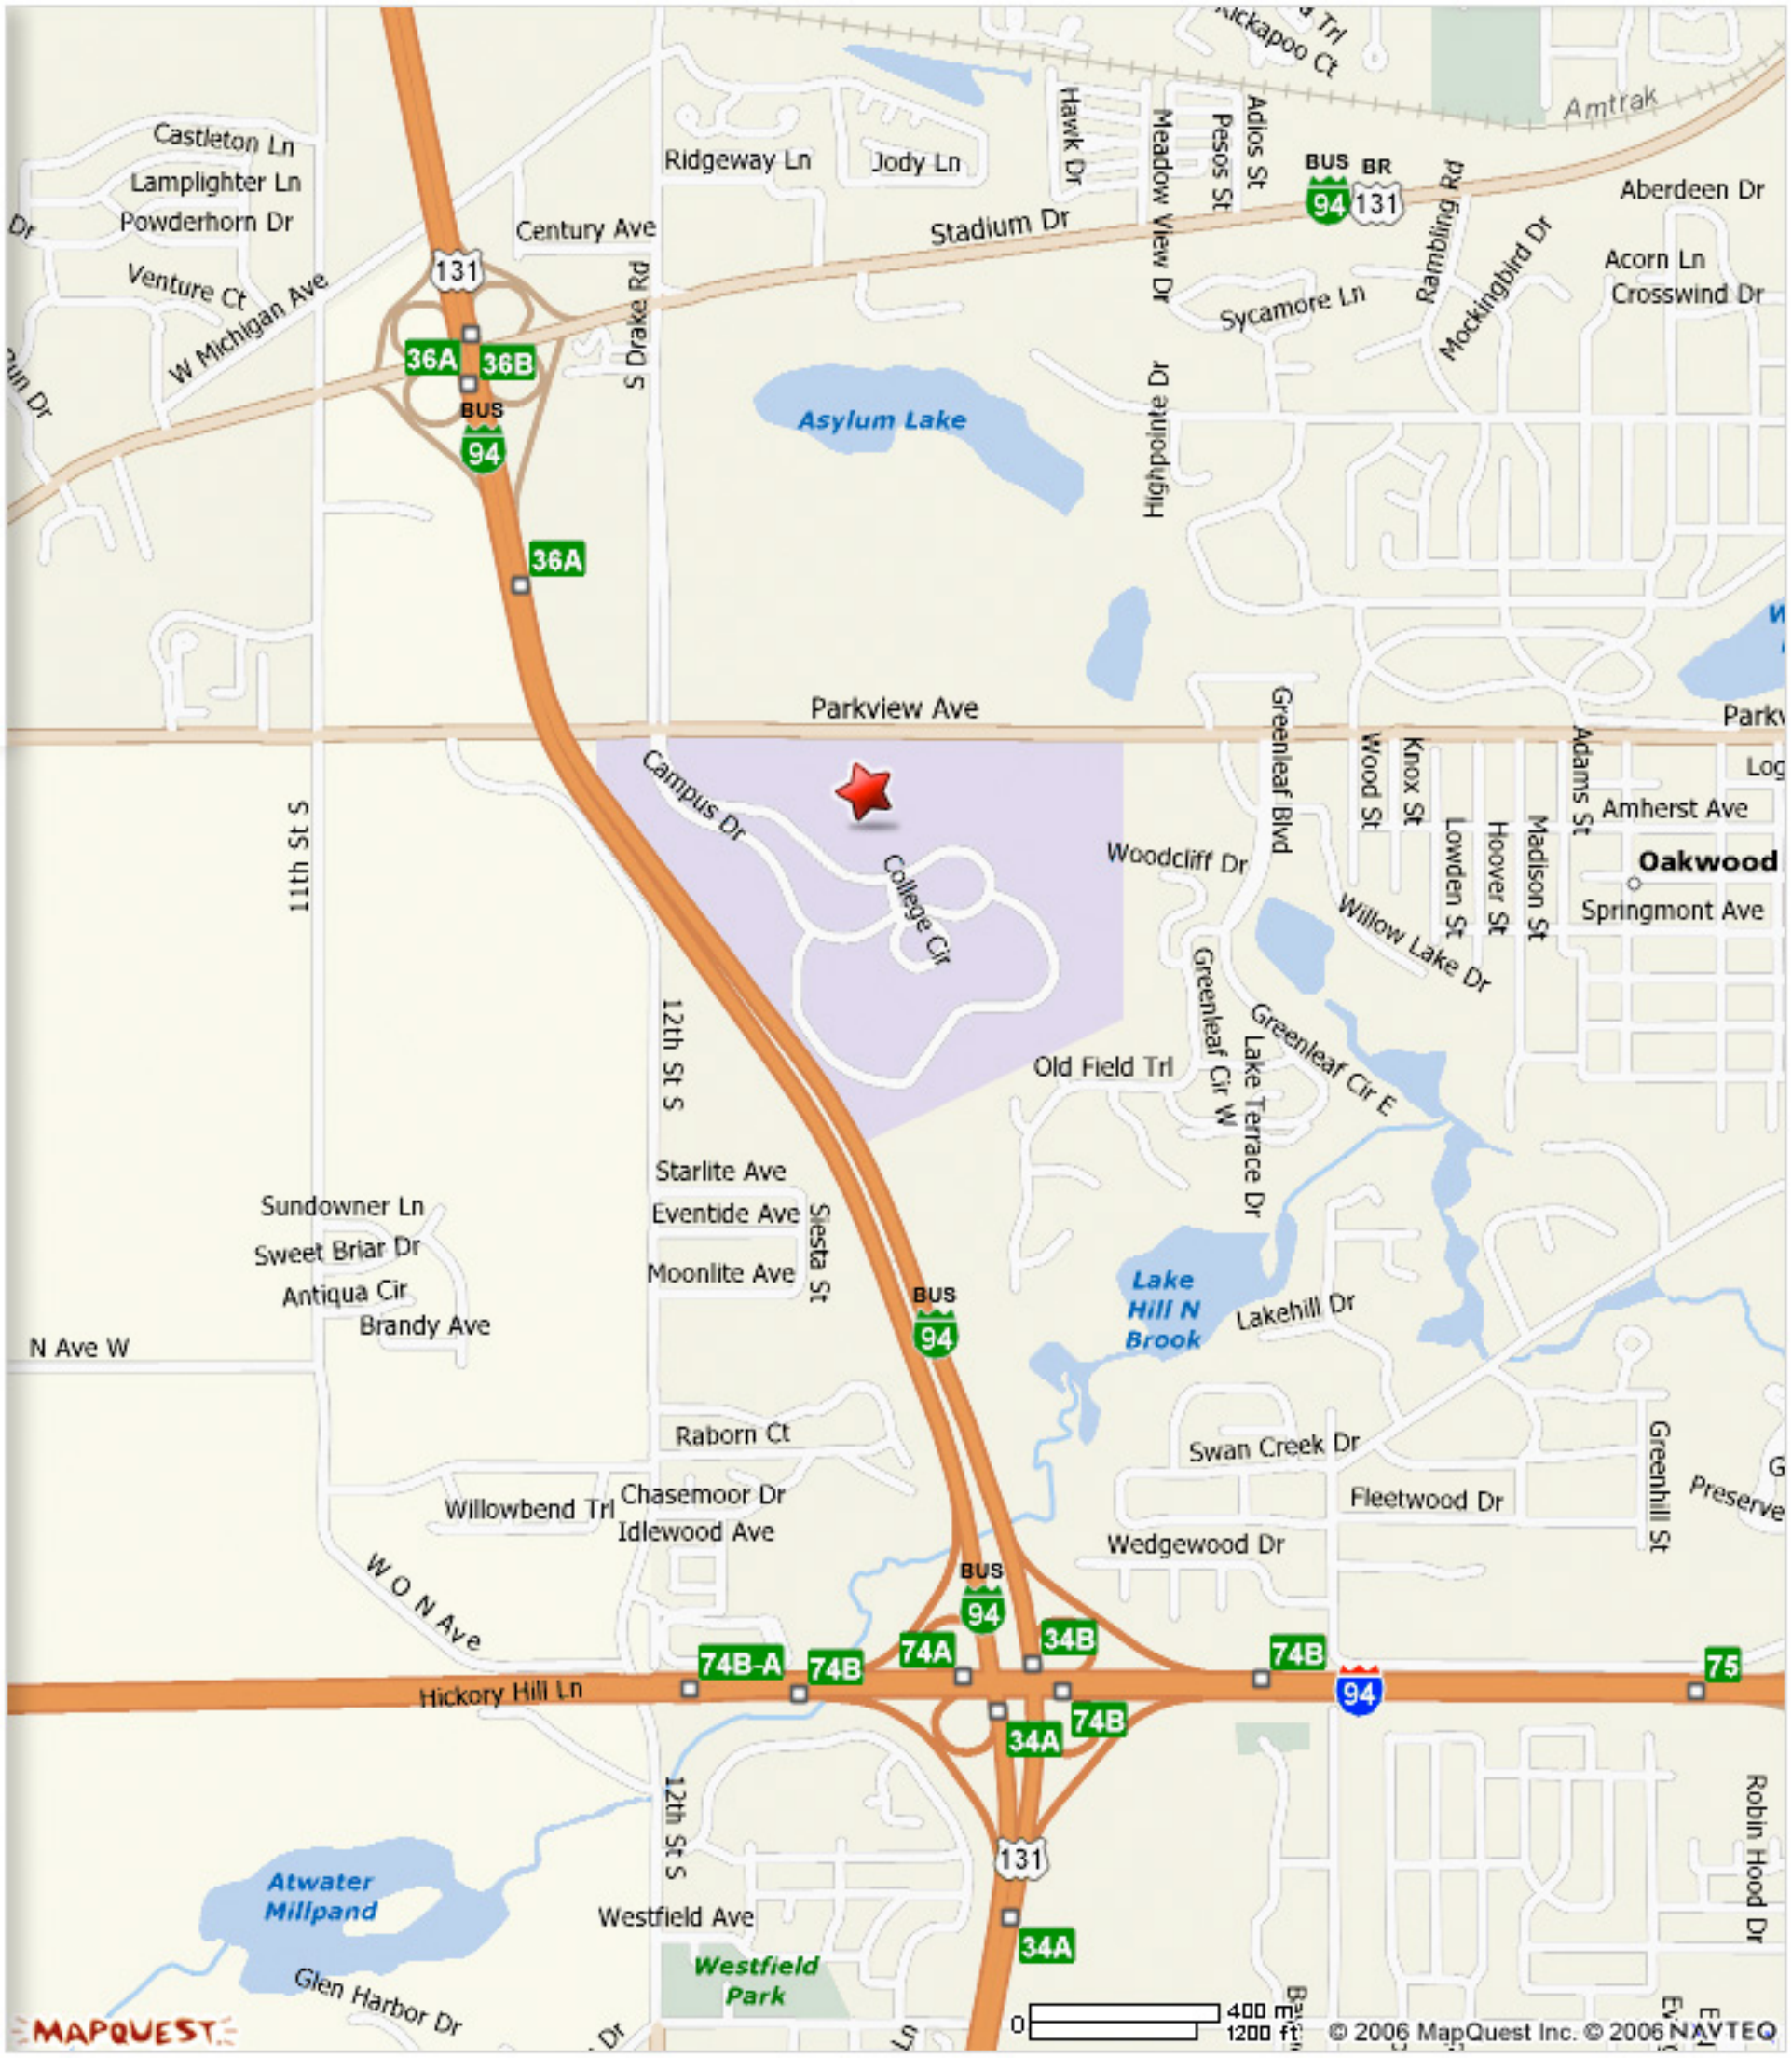 Kickapoo Ct
Trl
Amtrak
Castleton Ln
Lamplighter Ln
Powderhorn Dr
Dr
Venture Ct
W Michigan Ave
Ridgeway Ln
Jody Ln
Hawk Dr
Meadow View Dr
Pesos St
Adios St
BUS
94
BR
131
Rambling Rd
Mockingbird Dr
Aberdeen Dr
Acorn Ln
Crosswind Dr
Century Ave
Stadium Dr
S Drake Rd
131
36A
36B
BUS
94
Sycamore Ln
Asylum Lake
Highpointe Dr
36A
Parkview Ave
Greenleaf Blvd
Wood St
Knox St
Lowden St
Hoover St
Madison St
Adams St
Amherst Ave
Oakwood
Springmont Ave
Campus Dr
College Cir
11th St S
Woodcliff Dr
Willow Lake Dr
Greenleaf Cir W
Lake Terrace Dr
Greenleaf Cir E
12th St S
Old Field Trl
Starlite Ave
Eventide Ave
Siesta St
Moonlite Ave
Sundowner Ln
Sweet Briar Dr
Antiqua Cir
Brandy Ave
N Ave W
BUS
94
Lake
Hill N
Brook
Lakehill Dr
Raborn Ct
Swan Creek Dr
Greenhill St
Preserve
Willowbend Trl
Chasemoor Dr
Idlewood Ave
Fleetwood Dr
Wedgewood Dr
W O N Ave
BUS
94
74B-A
74B
74A
34B
74B
75
Hickory Hill Ln
94
34A
74B
12th St S
Robin Hood Dr
131
Atwater
Millpand
Westfield Ave
34A
Westfield
Park
Glen Harbor Dr
Dr
Ln
MAPQUEST
0
400 m
1200 ft
© 2006 MapQuest Inc. © 2006 NAVTEQ